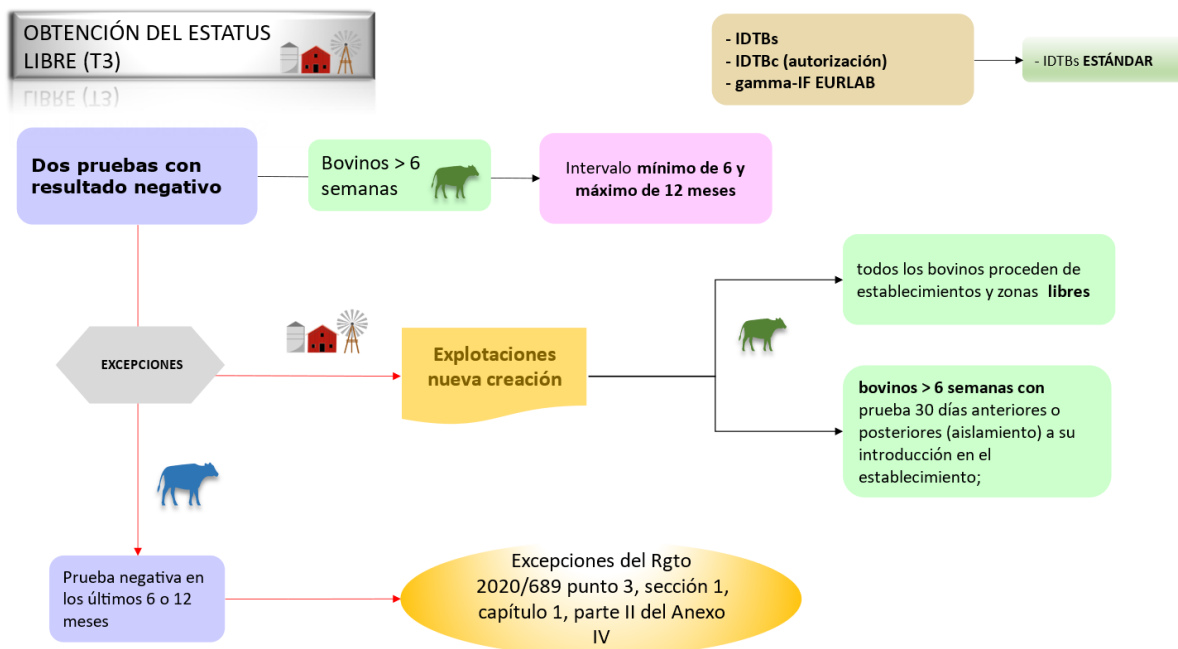 OBTENCIÓN DEL ESTATUS
LIBRE (T3)
- IDTBs
- IDTBc (autorización)
- gamma-IF EURLAB
- IDTBs ESTÁNDAR
Dos pruebas con
resultado negativo
Bovinos > 6
semanas
Intervalo mínimo de 6 y
máximo de 12 meses
todos los bovinos proceden de
establecimientos y zonas libres
EXCEPCIONES
Explotaciones
nueva creación
bovinos > 6 semanas con
prueba 30 días anteriores o
posteriores (aislamiento) a su
introducción en el
establecimiento;
Prueba negativa en
los últimos 6 o 12
meses
Excepciones del Rgto
2020/689 punto 3, sección 1,
capítulo 1, parte II del Anexo
IV